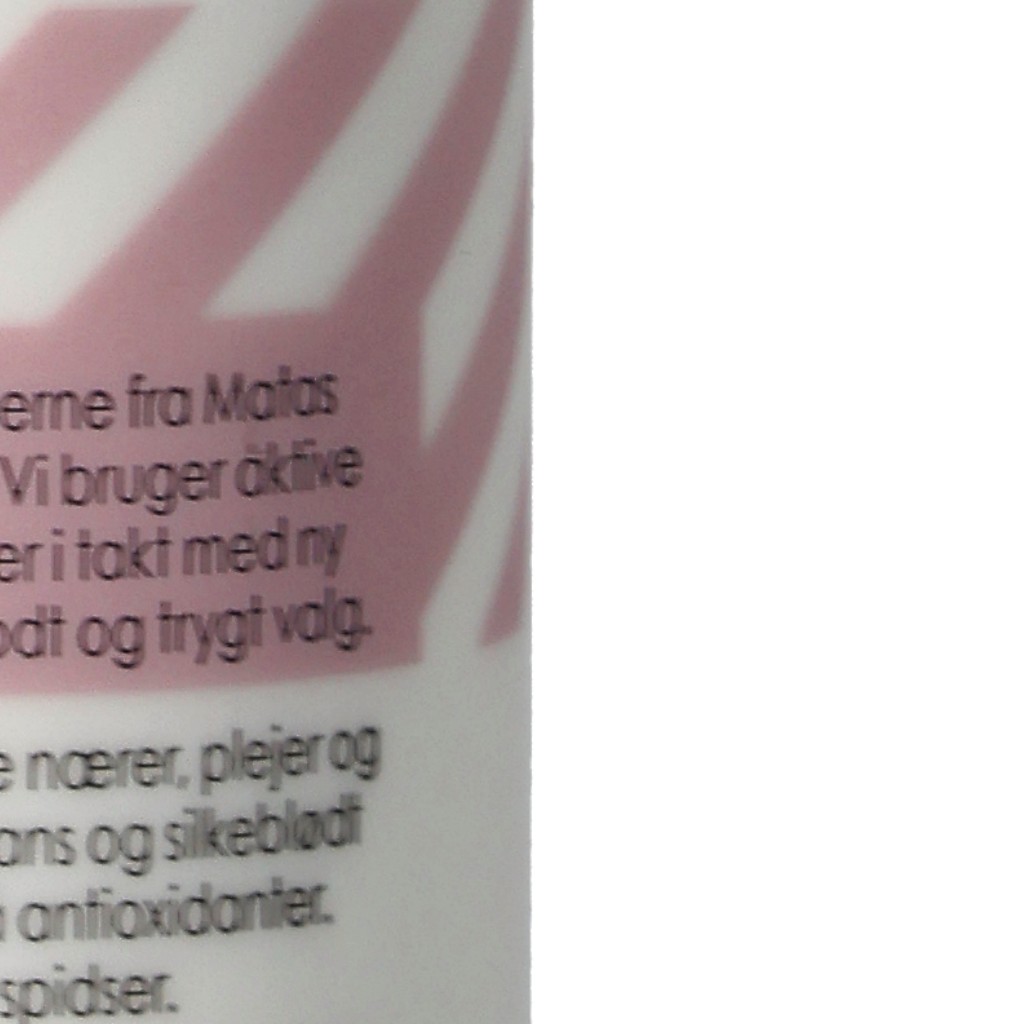 erne fra Matas
Vi bruger aktive
er i takt med ny
odt og trygt valg.
e nærer, plejer og
ans og silkeblødt
antioxidanter.
spidser.